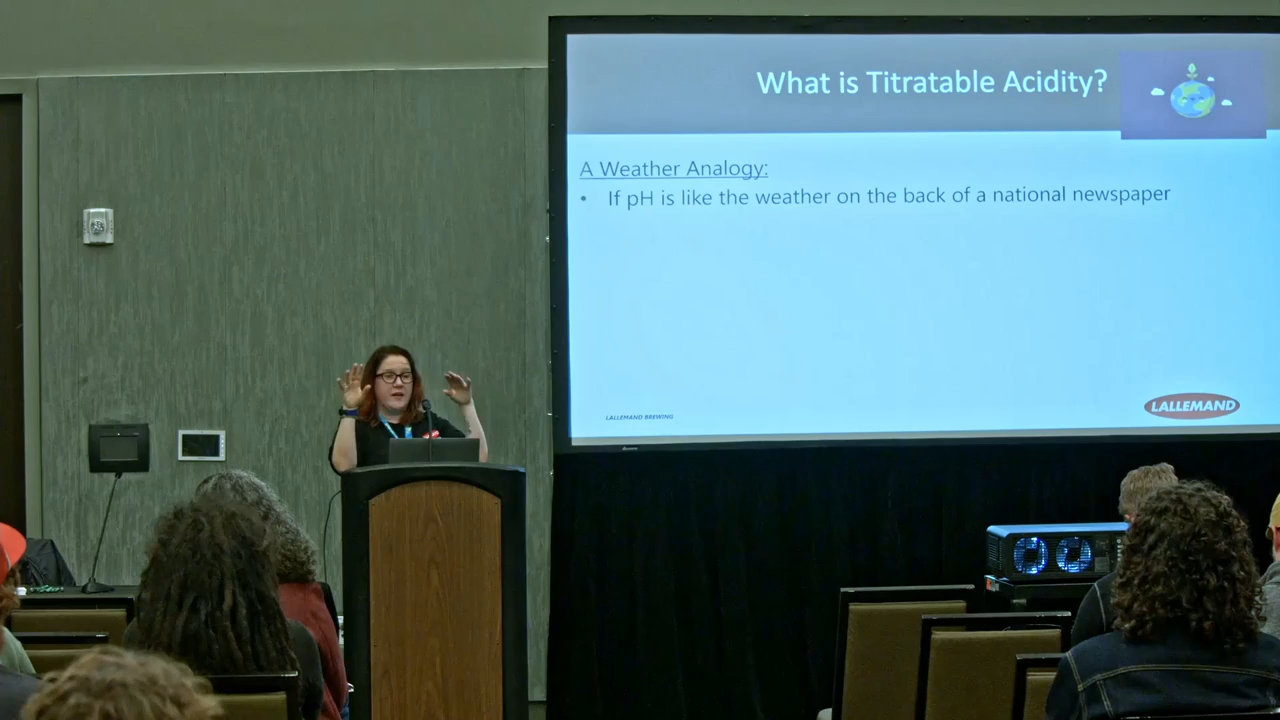 What is Titratable Acidity?
A Weather Analogy:
• If pH is like the weather on the back of a national newspaper
LALLEMAND BREWING
LALLEMAND